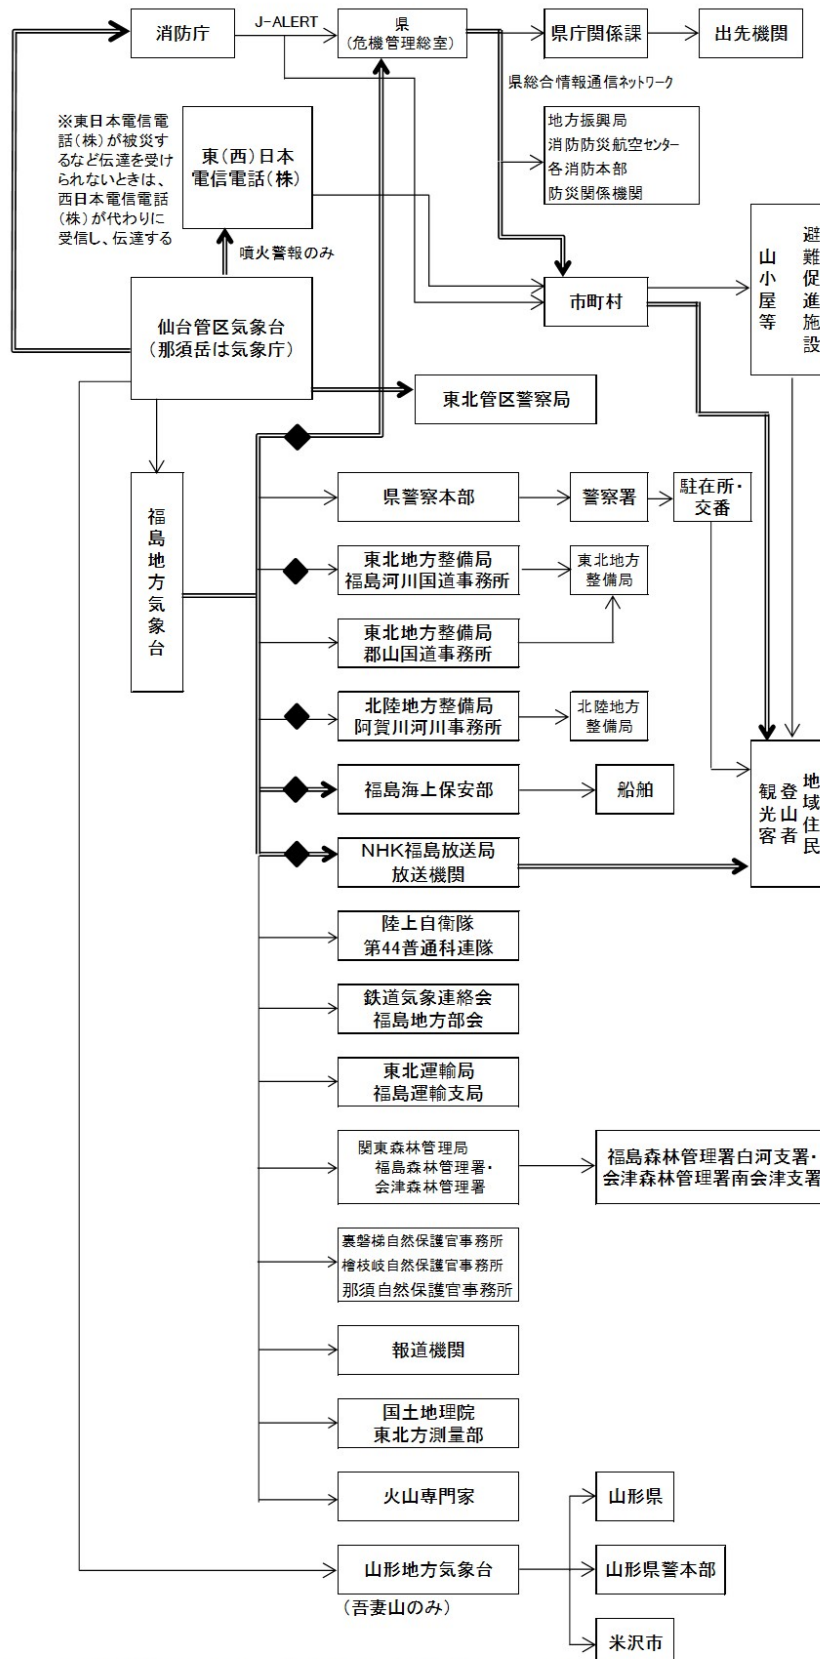 消防庁
J-ALERT
県
(危機管理総室)
県庁関係課
出先機関
県総合情報通信ネットワーク
※東日本電信電
話(株)が被災す
るなど伝達を受け
られないときは、
西日本電信電話
(株)が代わりに
受信し、伝達する
東(西)日本
電信電話(株)
地方振興局
消防防災航空センター
各消防本部
防災関係機関
噴火警報のみ
避難促進施設
山小屋等
仙台管区気象台
(那須岳は気象庁)
市町村
東北管区警察局
福島地方気象台
県警察本部
警察署
駐在所・
交番
東北地方整備局
福島河川国道事務所
東北地方
整備局
東北地方整備局
郡山国道事務所
北陸地方整備局
阿賀川河川事務所
北陸地方
整備局
福島海上保安部
船舶
地域住民
登山者
観光客
NHK福島放送局
放送機関
陸上自衛隊
第44普通科連隊
鉄道気象連絡会
福島地方部会
東北運輸局
福島運輸支局
関東森林管理局
福島森林管理署・
会津森林管理署
福島森林管理署白河支署・
会津森林管理署南会津支署
裏磐梯自然保護官事務所
檜枝岐自然保護官事務所
那須自然保護官事務所
報道機関
国土地理院
東北方測量部
火山専門家
山形県
山形地方気象台
(吾妻山のみ)
山形県警本部
米沢市